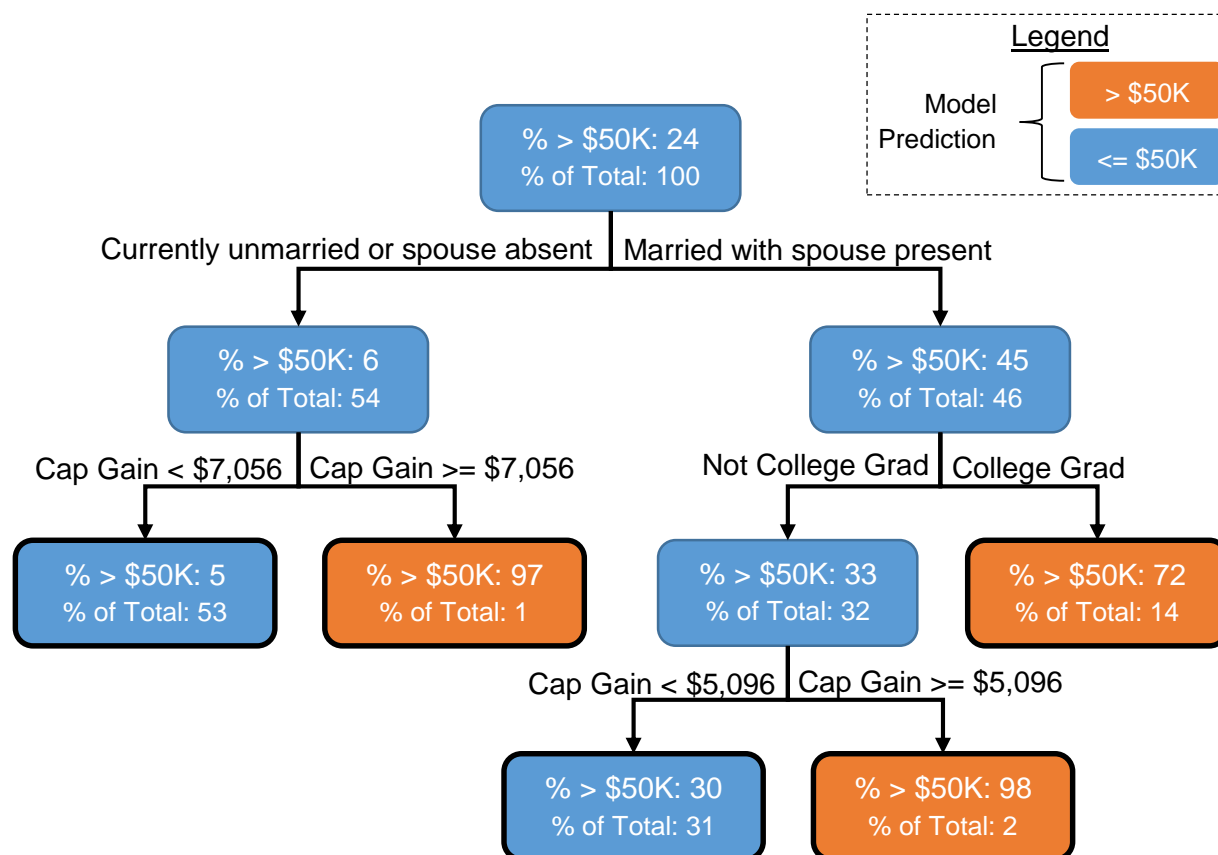 Legend
Model
Prediction
> $50K
<= $50K
% > $50K: 24
% of Total: 100
Currently unmarried or spouse absent
Married with spouse present
% > $50K: 6
% of Total: 54
% > $50K: 45
% of Total: 46
Cap Gain < $7,056
Cap Gain >= $7,056
Not College Grad
College Grad
% > $50K: 5
% of Total: 53
% > $50K: 97
% of Total: 1
% > $50K: 33
% of Total: 32
% > $50K: 72
% of Total: 14
Cap Gain < $5,096
Cap Gain >= $5,096
% > $50K: 30
% of Total: 31
% > $50K: 98
% of Total: 2